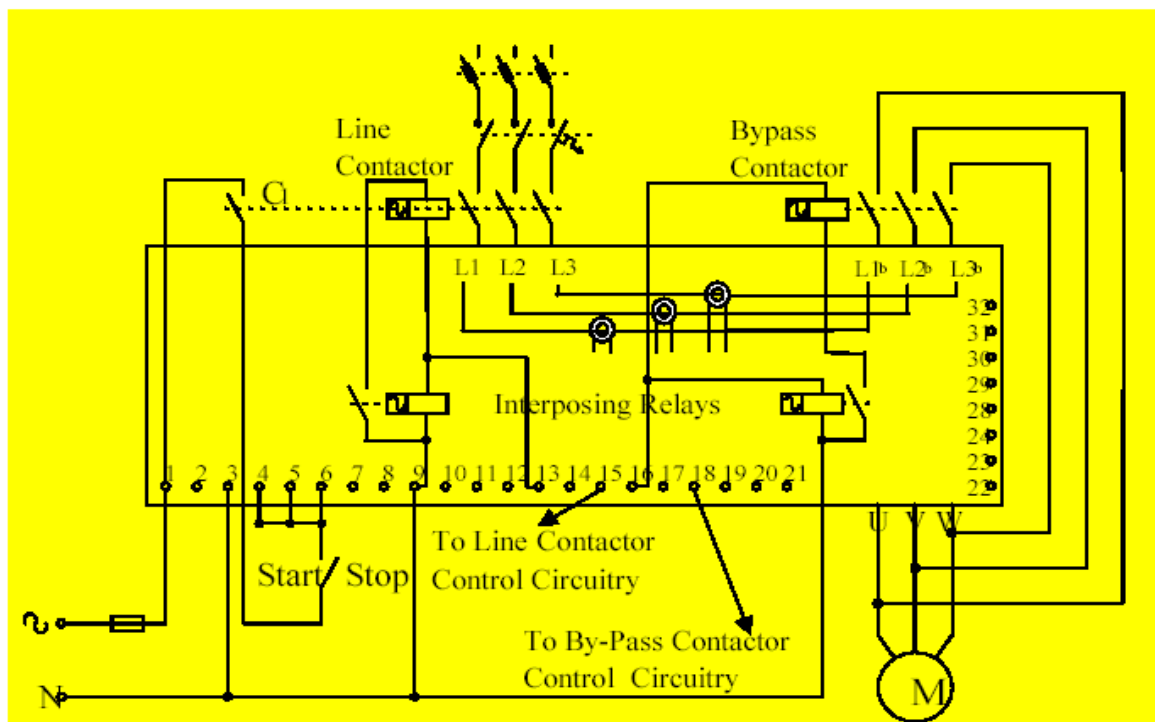 Line
Contactor
Bypass
Contactor
C1
L1 L2 L3
L1b L2b L3b
32
31
30
29
28
24
23
22
Interposing Relays
1 2 3 4 5 6 7 8 9 10 11 12 13 14 15 16 17 18 19 20 21
U V W
To Line Contactor
Control Circuitry
Start Stop
To By-Pass Contactor
Control Circuitry
N
M